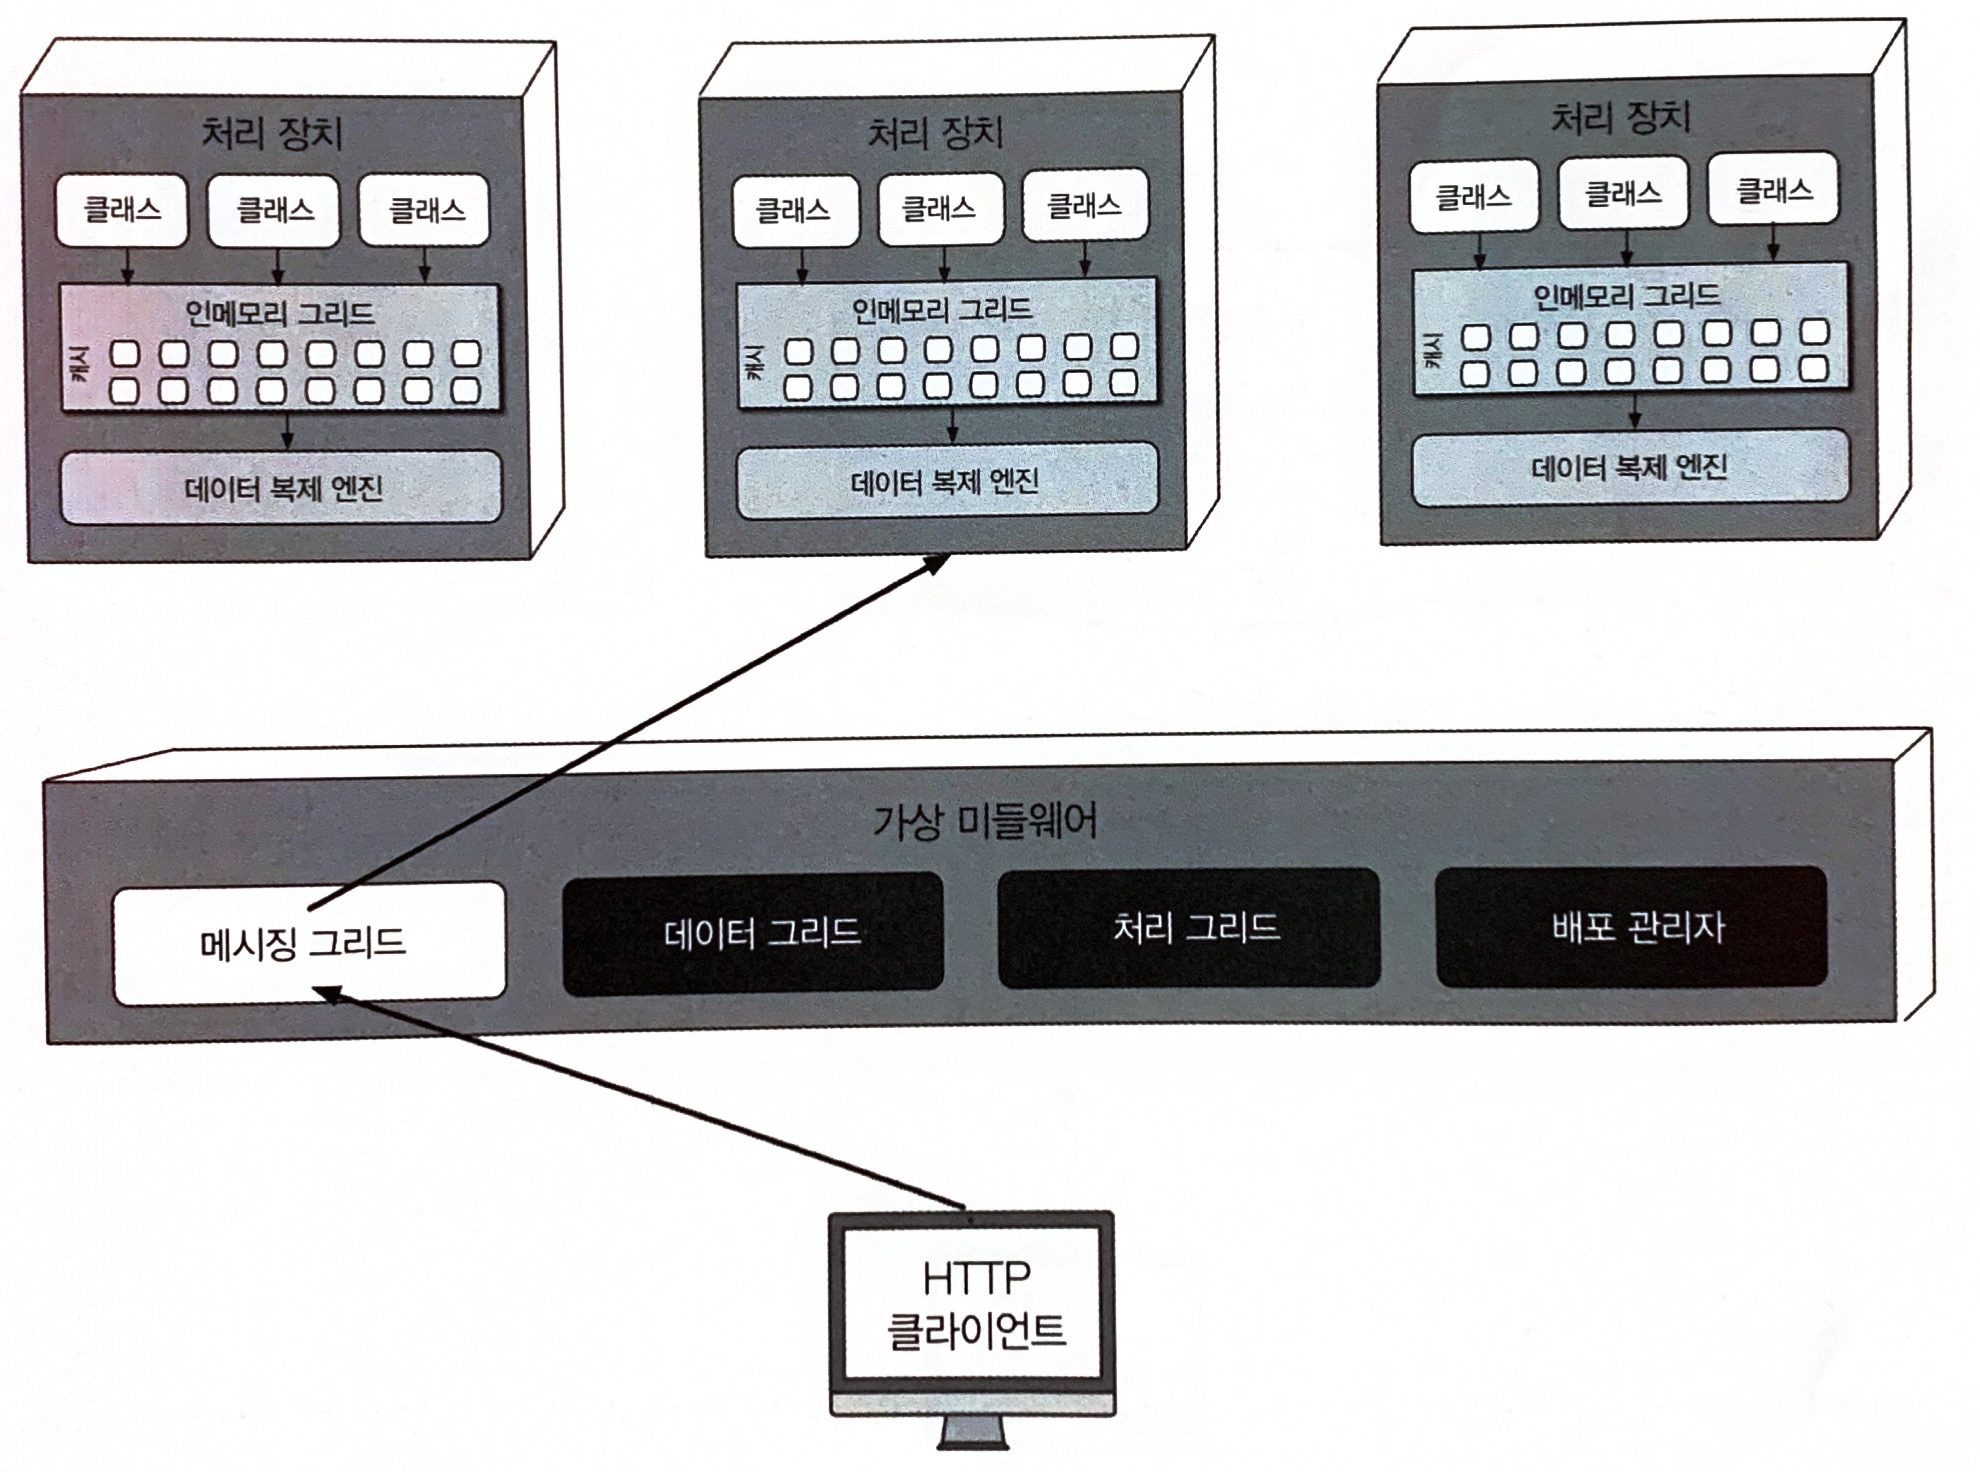 처리 장치
클래스 클래스 클래스
인메모리 그리드
캐시
데이터 복제 엔진
처리 장치
클래스 클래스 클래스
인메모리 그리드
캐시
데이터 복제 엔진
처리 장치
클래스 클래스 클래스
인메모리 그리드
캐시
데이터 복제 엔진
가상 미들웨어
메시징 그리드
데이터 그리드
처리 그리드
배포 관리자
HTTP
클라이언트